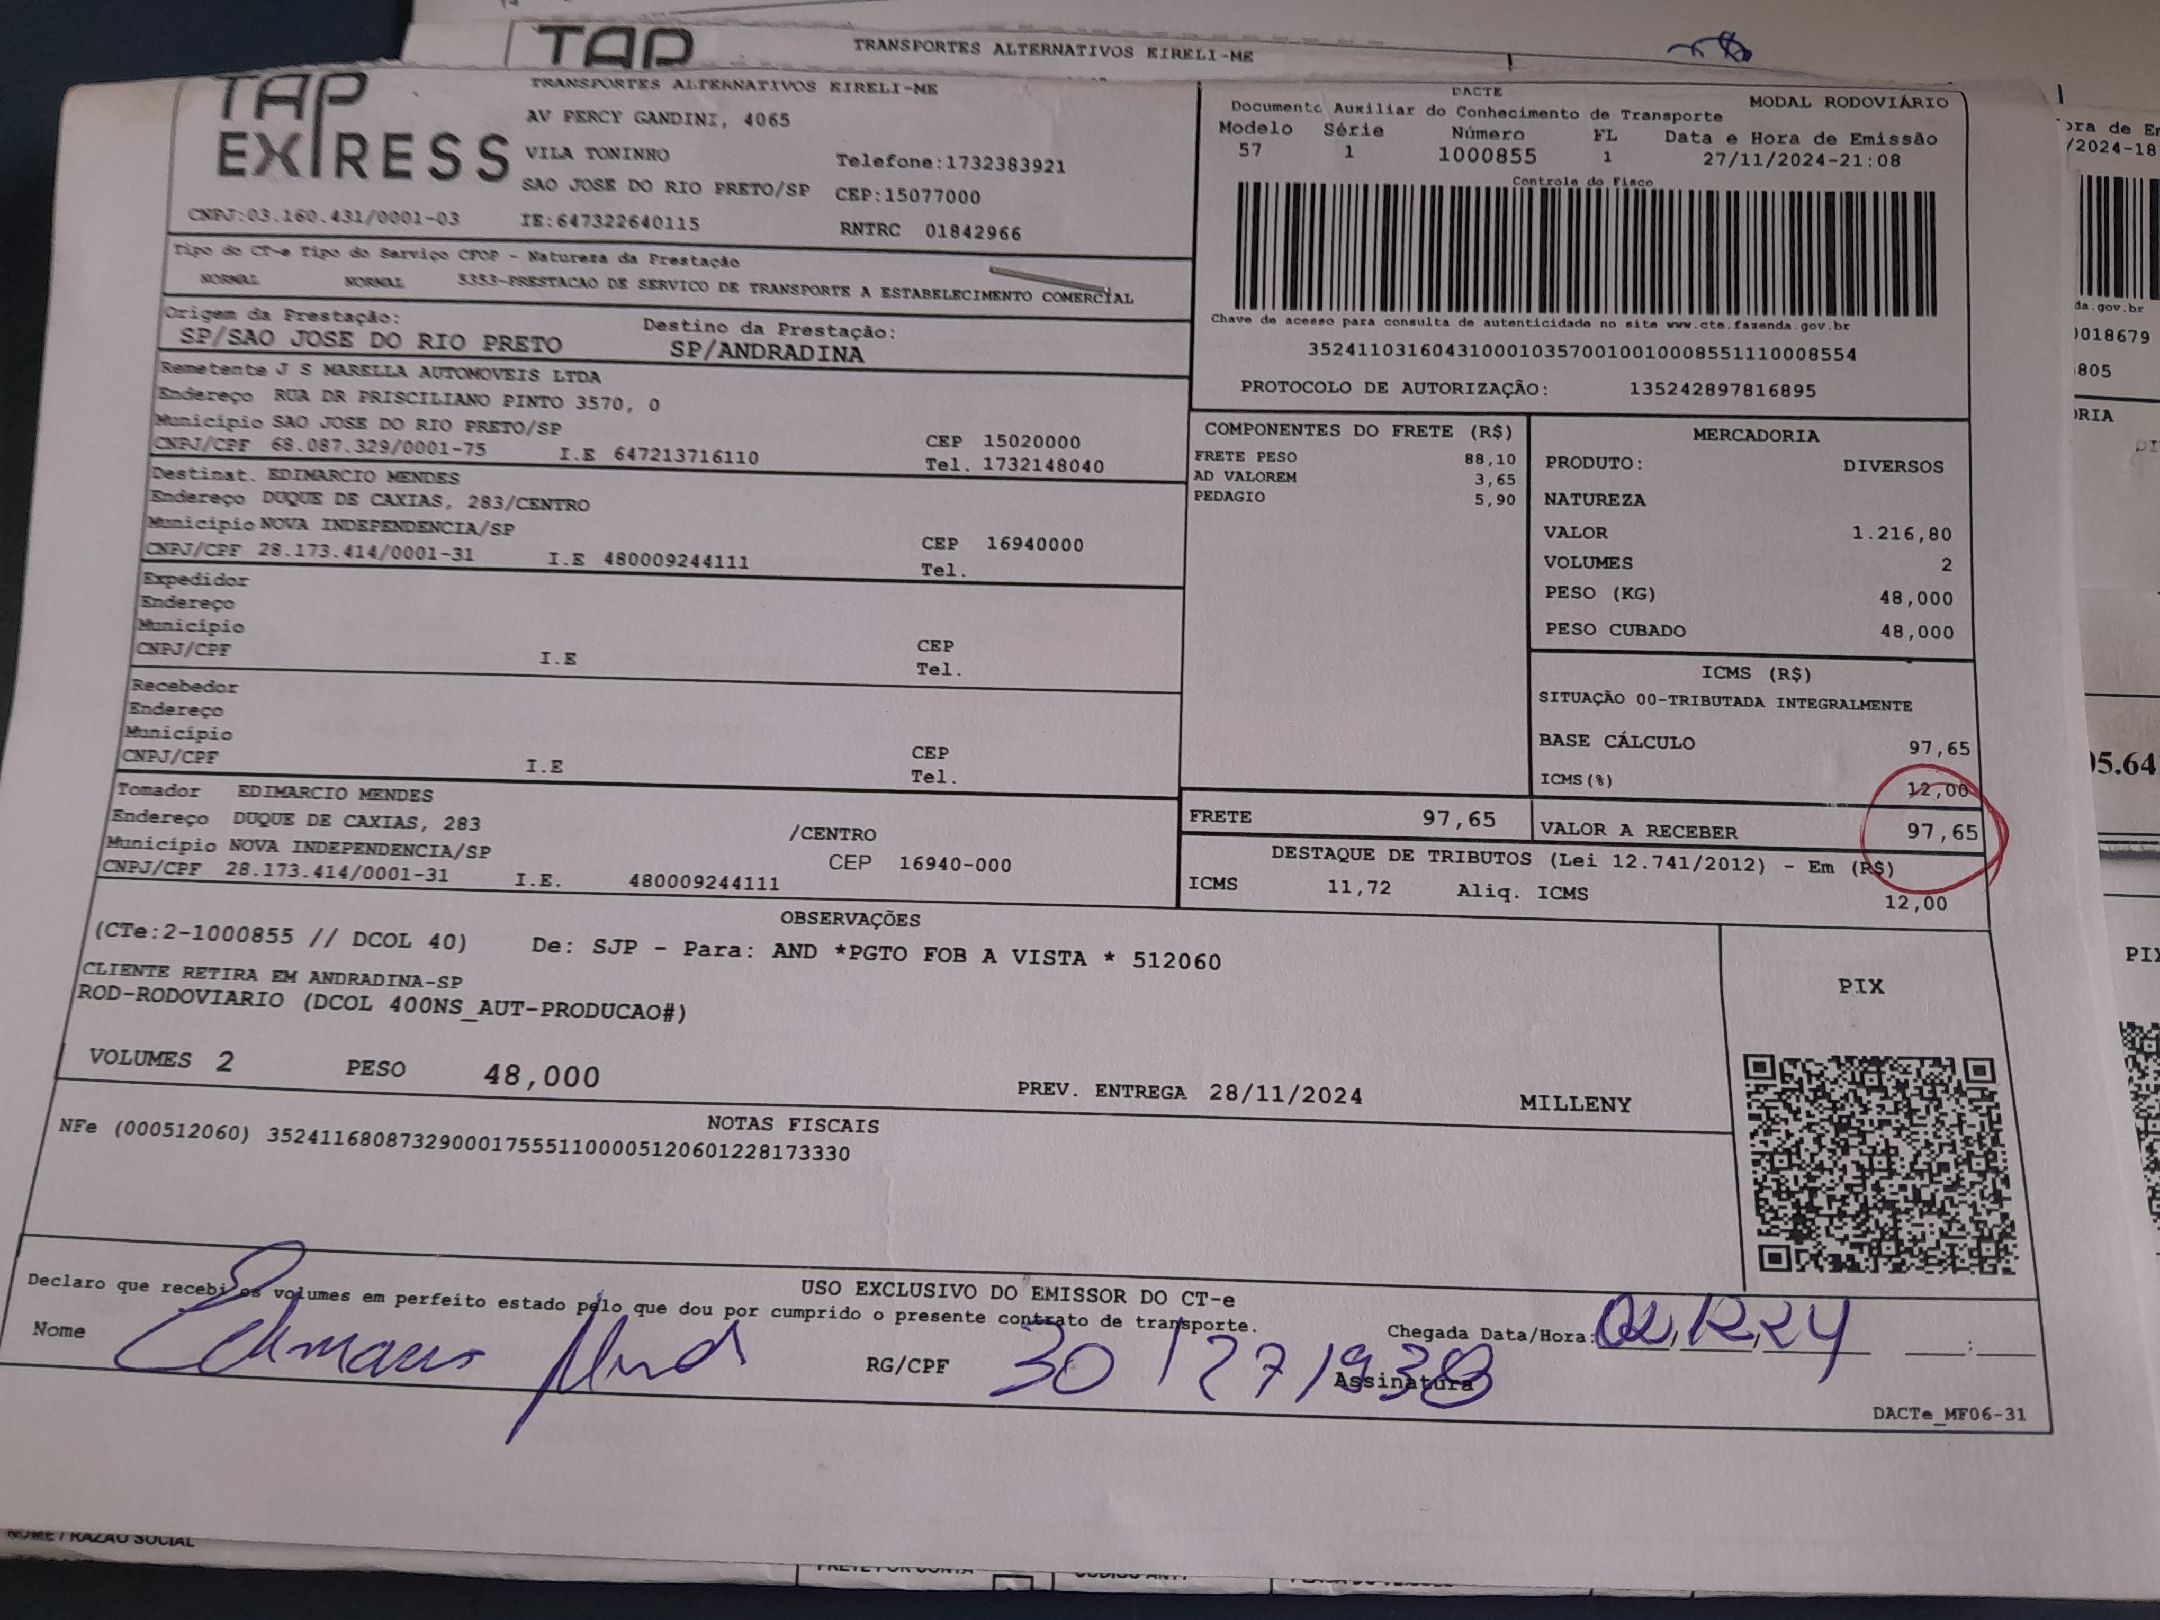 TAP
TRANSPORTES ALTERNATIVOS EIRELI-ME
TAP EXPRESS
TRANSPORTES ALTERNATIVOS EIRELI-ME
AV PERCY GANDINI, 4065
VILA TONINHO
Telefone:1732383921
SAO JOSE DO RIO PRETO/SP CEP:15077000
CNPJ:03.160.431/0001-03 IE:647322640115 RNTRC 01842966
DACTE
MODAL RODOVIÁRIO
Documento Auxiliar do Conhecimento de Transporte
Modelo Série Número FL Data e Hora de Emissão
57 1 1000855 1 27/11/2024-21:08
Controle do Fisco
Chave de acesso para consulta de autenticidade no site www.cte.fazenda.gov.br
35241103160431000103570010010008551110008554
PROTOCOLO DE AUTORIZAÇÃO: 135242897816895
Tipo do CT-e Tipo do Serviço CFOP - Natureza da Prestação
NORMAL NORMAL 5353-PRESTACAO DE SERVICO DE TRANSPORTE A ESTABELECIMENTO COMERCIAL
Origem da Prestação: Destino da Prestação:
SP/SAO JOSE DO RIO PRETO SP/ANDRADINA
Remetente J S MARELLA AUTOMOVEIS LTDA
Endereço RUA DR PRISCILIANO PINTO 3570, 0
Município SAO JOSE DO RIO PRETO/SP CEP 15020000
CNPJ/CPF 68.087.329/0001-75 I.E 647213716110 Tel. 1732148040
Destinat. EDIMARCIO MENDES
Endereço DUQUE DE CAXIAS, 283/CENTRO
Município NOVA INDEPENDENCIA/SP CEP 16940000
CNPJ/CPF 28.173.414/0001-31 I.E 480009244111 Tel.
Expedidor
Endereço
Município CEP
CNPJ/CPF I.E Tel.
Recebedor
Endereço
Município CEP
CNPJ/CPF I.E Tel.
Tomador EDIMARCIO MENDES
Endereço DUQUE DE CAXIAS, 283 /CENTRO
Município NOVA INDEPENDENCIA/SP CEP 16940-000
CNPJ/CPF 28.173.414/0001-31 I.E. 480009244111
COMPONENTES DO FRETE (R$)
FRETE PESO 88,10
AD VALOREM 3,65
PEDAGIO 5,90
MERCADORIA
PRODUTO: DIVERSOS
NATUREZA
VALOR 1.216,80
VOLUMES 2
PESO (KG) 48,000
PESO CUBADO 48,000
ICMS (R$)
SITUAÇÃO 00-TRIBUTADA INTEGRALMENTE
BASE CÁLCULO 97,65
ICMS(%) 12,00
FRETE 97,65 VALOR A RECEBER 97,65
DESTAQUE DE TRIBUTOS (Lei 12.741/2012) - Em (R$)
ICMS 11,72 Aliq. ICMS 12,00
OBSERVAÇÕES
(CTe:2-1000855 // DCOL 40) De: SJP - Para: AND *PGTO FOB A VISTA * 512060
CLIENTE RETIRA EM ANDRADINA-SP
ROD-RODOVIARIO (DCOL 400NS_AUT-PRODUCAO#)
VOLUMES 2 PESO 48,000 PREV. ENTREGA 28/11/2024 MILLENY
PIX
NOTAS FISCAIS
NFe (000512060) 35241168087329000175551100005120601228173330
USO EXCLUSIVO DO EMISSOR DO CT-e
Declaro que recebi os volumes em perfeito estado pelo que dou por cumprido o presente contrato de transporte.
Nome RG/CPF 301271938 Assinatura Chegada Data/Hora: 02,12,24 :
DACTe_MF06-31
/2024-18
da.gov.br
0018679
805
NOME / RAZÃO SOCIAL